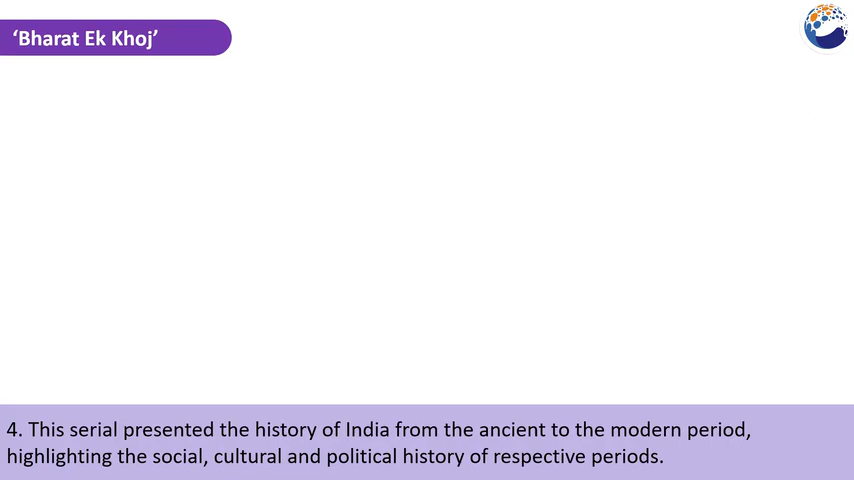 ‘Bharat Ek Khoj’
4. This serial presented the history of India from the ancient to the modern period,
highlighting the social, cultural and political history of respective periods.